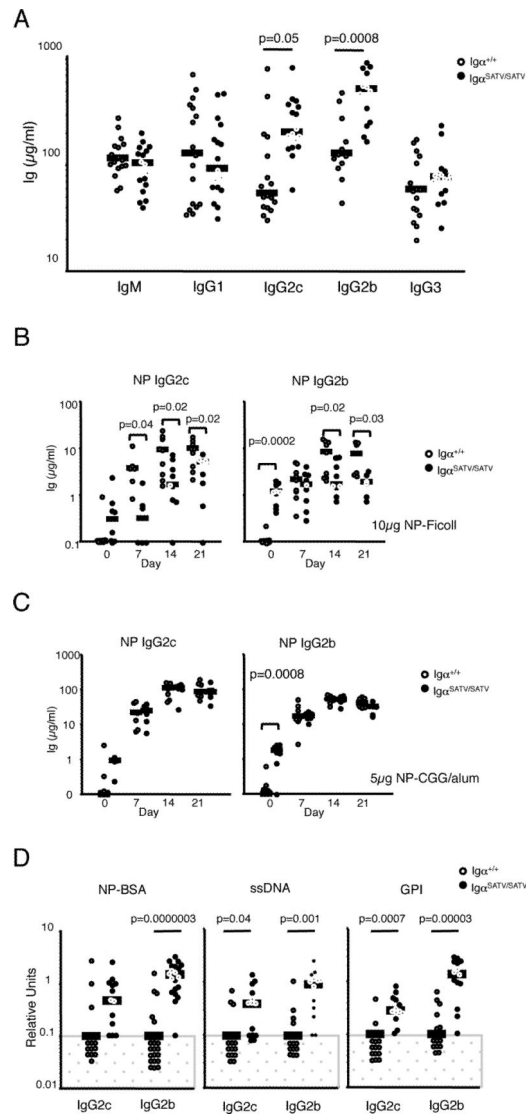 A
p=0.05
p=0.0008
Igα+/+
IgαSATV/SATV
1000
100
10
Ig (µg/ml)
IgM
IgG1
IgG2c
IgG2b
IgG3
B
NP IgG2c
NP IgG2b
100
10
1
0.1
Ig (µg/ml)
p=0.04
p=0.02
p=0.02
p=0.0002
p=0.02
p=0.03
Igα+/+
IgαSATV/SATV
10µg NP-Ficoll
0 7 14 21
Day
0 7 14 21
Day
C
NP IgG2c
NP IgG2b
1000
100
10
1
0
Ig (µg/ml)
p=0.0008
Igα+/+
IgαSATV/SATV
5µg NP-CGG/alum
0 7 14 21
Day
0 7 14 21
Day
D
Igα+/+
IgαSATV/SATV
NP-BSA
ssDNA
GPI
p=0.0000003
p=0.04
p=0.001
p=0.0007
p=0.00003
10
1
0.1
0.01
Relative Units
IgG2c
IgG2b
IgG2c
IgG2b
IgG2c
IgG2b